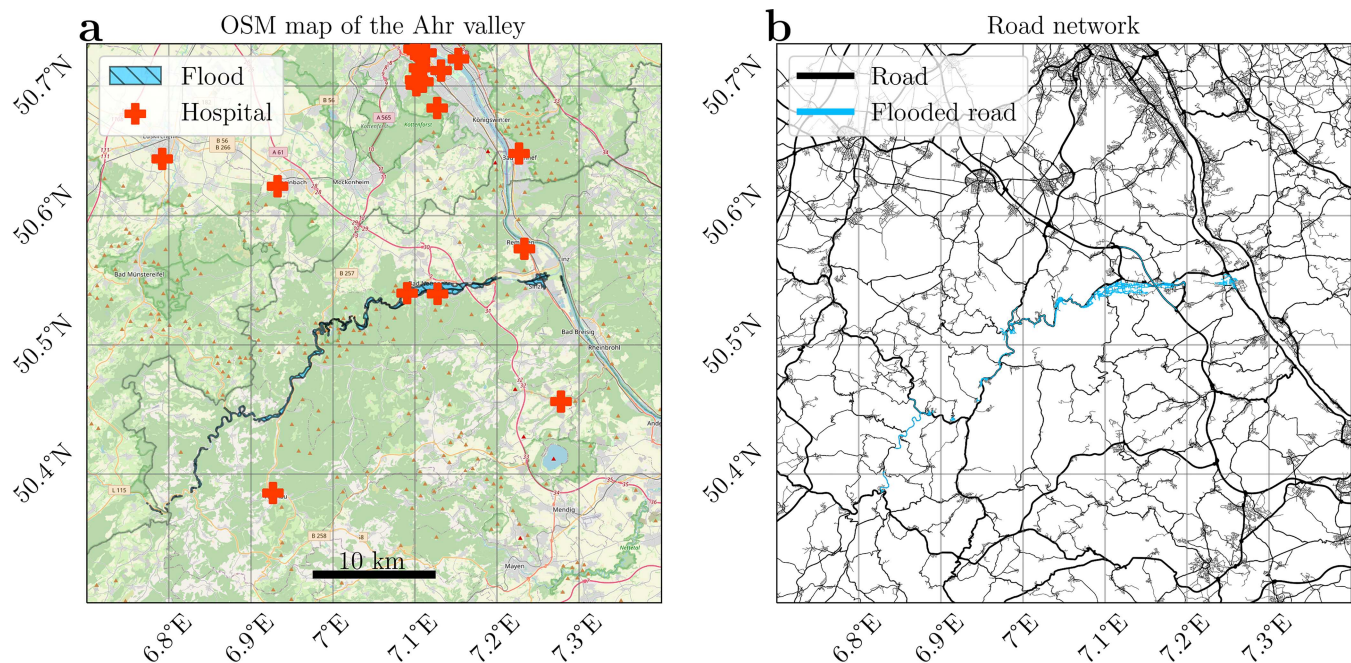 a
OSM map of the Ahr valley
Flood
Hospital
50.7°N
50.6°N
50.5°N
50.4°N
6.8°E
6.9°E
7°E
7.1°E
7.2°E
7.3°E
B 56
A 565
Kottenforst
Königswinter
B 56
B 266
A 61
Meckenheim
Bad Münstereifel
B 257
Bad Breisig
Rheinbrohl
L 115
Mendig
B 258
Mayen
10 km
b
Road network
Road
Flooded road
50.7°N
50.6°N
50.5°N
50.4°N
6.8°E
6.9°E
7°E
7.1°E
7.2°E
7.3°E